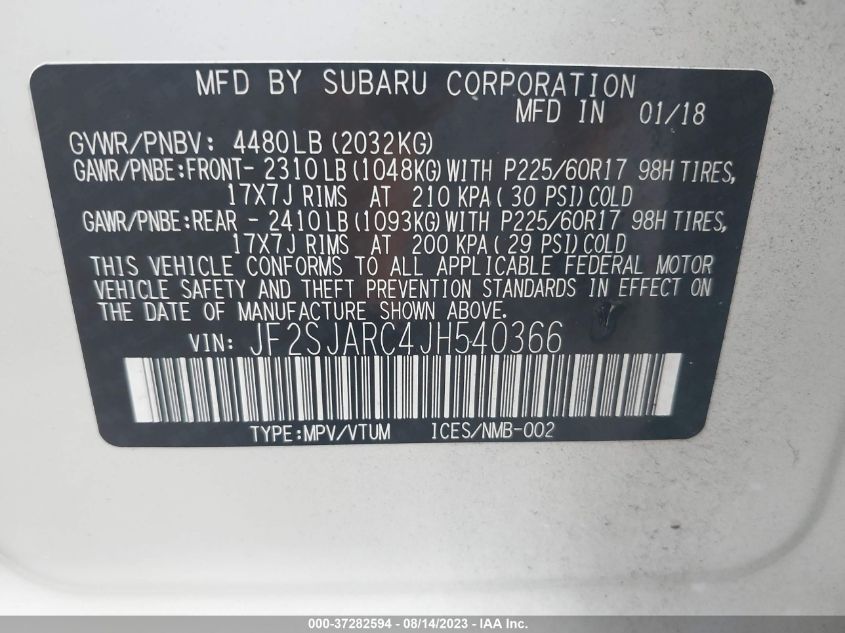 MFD BY SUBARU CORPORATION
MFD IN 01/18
GVWR/PNBV: 4480LB (2032KG)
GAWR/PNBE:FRONT- 2310LB (1048KG) WITH P225/60R17 98H TIRES,
17X7J RIMS AT 210 KPA ( 30 PSI) COLD
GAWR/PNBE:REAR - 2410LB (1093KG) WITH P225/60R17 98H TIRES,
17X7J RIMS AT 200 KPA ( 29 PSI) COLD
THIS VEHICLE CONFORMS TO ALL APPLICABLE FEDERAL MOTOR
VEHICLE SAFETY AND THEFT PREVENTION STANDARDS IN EFFECT ON
THE DATE OF MANUFACTURE SHOWN ABOVE.
VIN: JF2SJARC4JH540366
TYPE:MPV/VTUM ICES/NMB-002
000-37282594 - 08/14/2023 - IAA Inc.